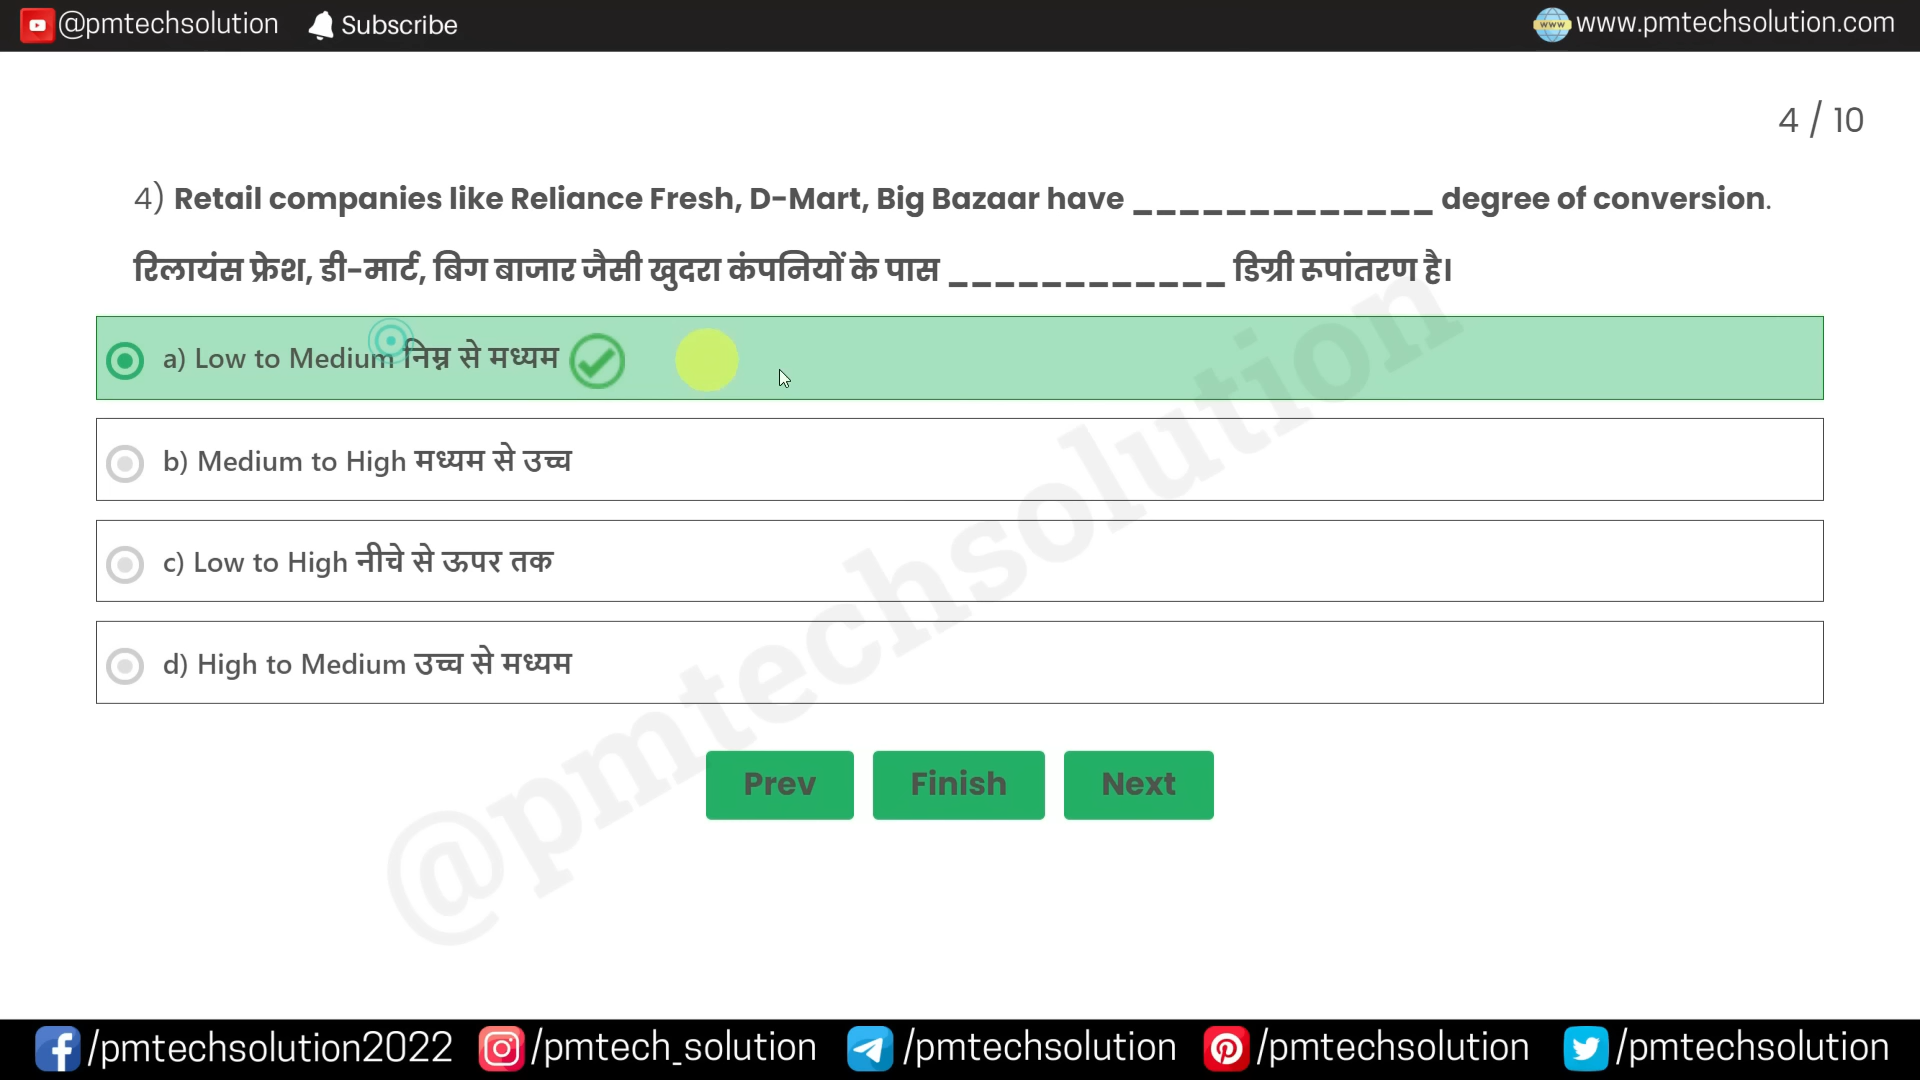 @pmtechsolution Subscribe www.pmtechsolution.com
4 / 10
4) Retail companies like Reliance Fresh, D-Mart, Big Bazaar have _____________ degree of conversion.
रिलायंस फ्रेश, डी-मार्ट, बिग बाजार जैसी खुदरा कंपनियों के पास ____________ डिग्री रूपांतरण है।
a) Low to Medium निम्न से मध्यम
b) Medium to High मध्यम से उच्च
c) Low to High नीचे से ऊपर तक
d) High to Medium उच्च से मध्यम
Prev Finish Next
@pmtechsolution
/pmtechsolution2022 /pmtech_solution /pmtechsolution /pmtechsolution /pmtechsolution